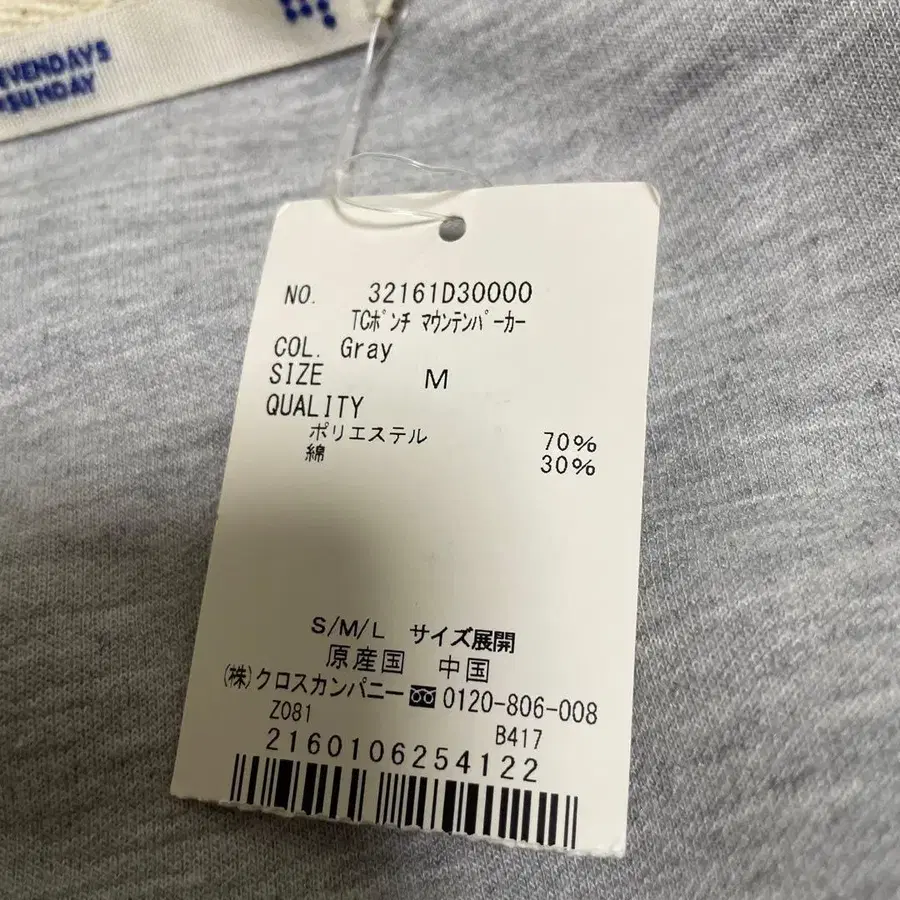 EVENDAYS
SUNDAY
NO. 32161D30000
TCポンチ マウンテンパーカー
COL. Gray
SIZE M
QUALITY
ポリエステル 70%
綿 30%
S/M/L サイズ展開
原産国 中国
(株)クロスカンパニー 0120-806-008
Z081 B417
2160106254122